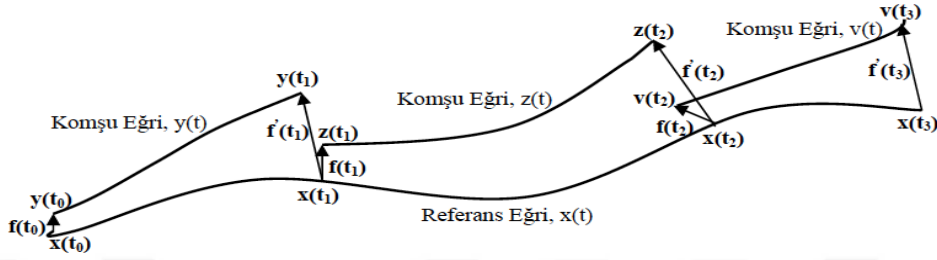 v(t₃)
Komşu Eğri, v(t)
z(t₂)
f'(t₂)
f'(t₃)
y(t₁)
Komşu Eğri, z(t)
v(t₂)
Komşu Eğri, y(t)
f'(t₁)
z(t₁)
f(t₂)
x(t₂)
x(t₃)
f(t₁)
x(t₁)
y(t₀)
Referans Eğri, x(t)
f(t₀)
x(t₀)